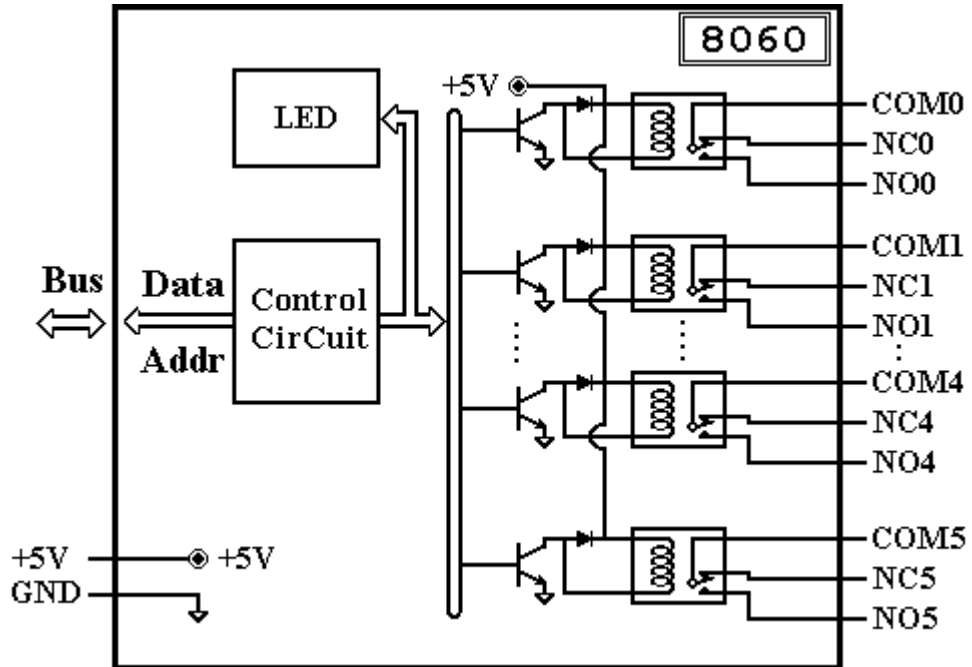 8060
+5V
LED
COM0
NC0
NO0
Bus
Data
Addr
Control
CirCuit
COM1
NC1
NO1
COM4
NC4
NO4
COM5
NC5
NO5
+5V
+5V
GND